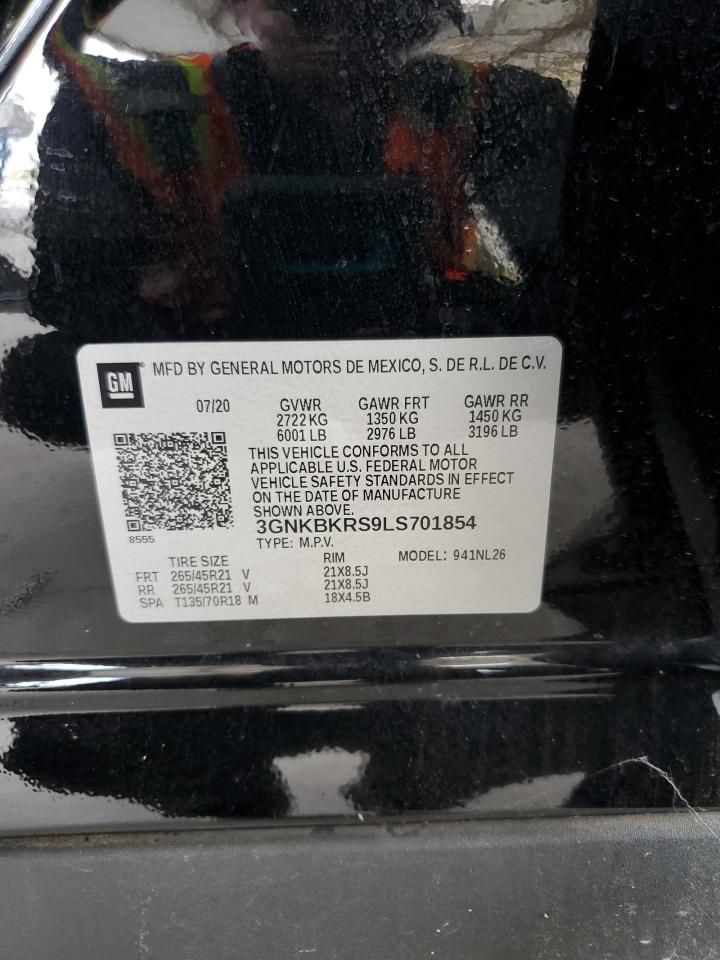 GM MFD BY GENERAL MOTORS DE MEXICO, S. DE R.L. DE C.V.
07/20 GVWR GAWR FRT GAWR RR
2722 KG 1350 KG 1450 KG
6001 LB 2976 LB 3196 LB
THIS VEHICLE CONFORMS TO ALL
APPLICABLE U.S. FEDERAL MOTOR
VEHICLE SAFETY STANDARDS IN EFFECT
ON THE DATE OF MANUFACTURE
SHOWN ABOVE.
3GNKBKRS9LS701854
8555
TYPE: M.P.V.
TIRE SIZE RIM MODEL: 941NL26
FRT 265/45R21 V 21X8.5J
RR 265/45R21 V 21X8.5J
SPA T135/70R18 M 18X4.5B